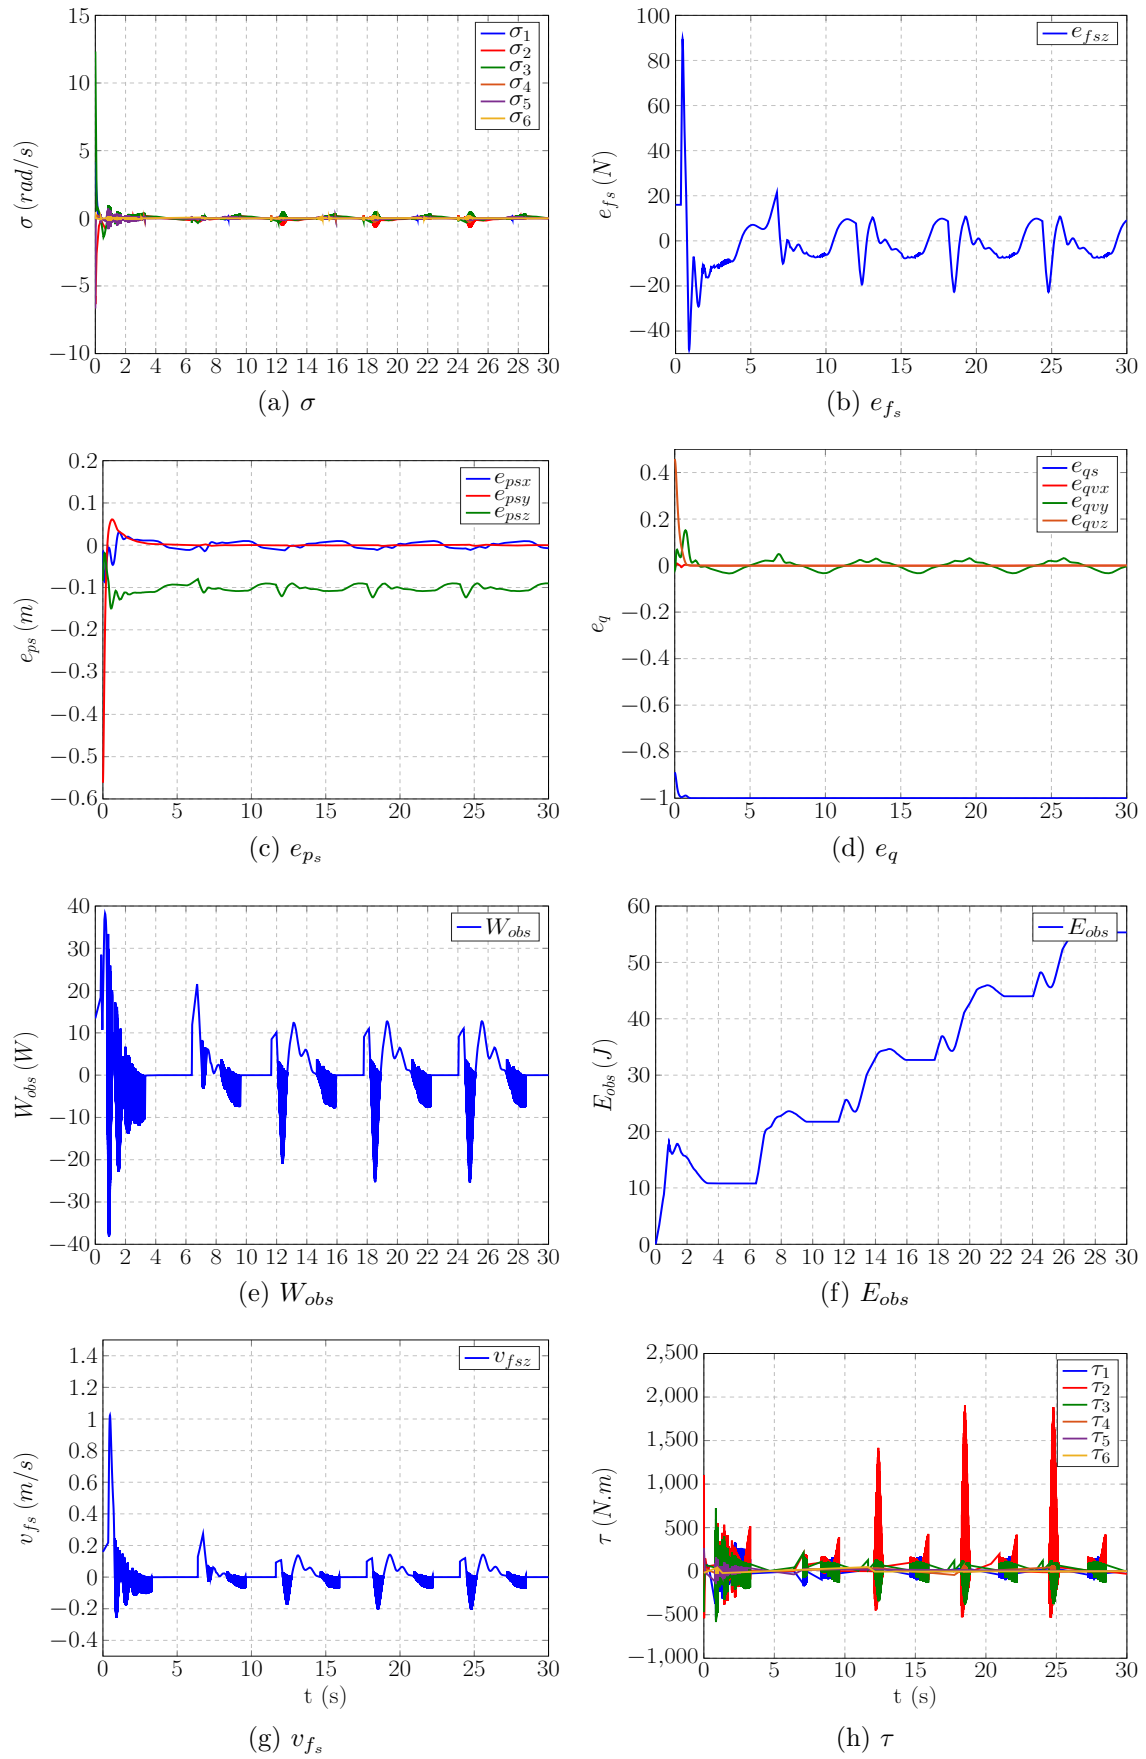 15
10
5
0
−5
−10
σ (rad/s)
σ1
σ2
σ3
σ4
σ5
σ6
0 2 4 6 8 10 12 14 16 18 20 22 24 26 28 30
(a) σ
100
80
60
40
20
0
−20
−40
e_fs (N)
e_fsz
0 5 10 15 20 25 30
(b) e_fs
0.2
0.1
0
−0.1
−0.2
−0.3
−0.4
−0.5
−0.6
e_ps (m)
e_psx
e_psy
e_psz
0 5 10 15 20 25 30
(c) e_ps
0.4
0.2
0
−0.2
−0.4
−0.6
−0.8
−1
e_q
e_qs
e_qvx
e_qvy
e_qvz
0 5 10 15 20 25 30
(d) e_q
40
30
20
10
0
−10
−20
−30
−40
W_obs (W)
W_obs
0 2 4 6 8 10 12 14 16 18 20 22 24 26 28 30
(e) W_obs
60
50
40
30
20
10
0
E_obs (J)
E_obs
0 2 4 6 8 10 12 14 16 18 20 22 24 26 28 30
(f) E_obs
1.4
1.2
1
0.8
0.6
0.4
0.2
0
−0.2
−0.4
v_fs (m/s)
v_fsz
0 5 10 15 20 25 30
t (s)
(g) v_fs
2,500
2,000
1,500
1,000
500
0
−500
−1,000
τ (N.m)
τ1
τ2
τ3
τ4
τ5
τ6
0 5 10 15 20 25 30
t (s)
(h) τ